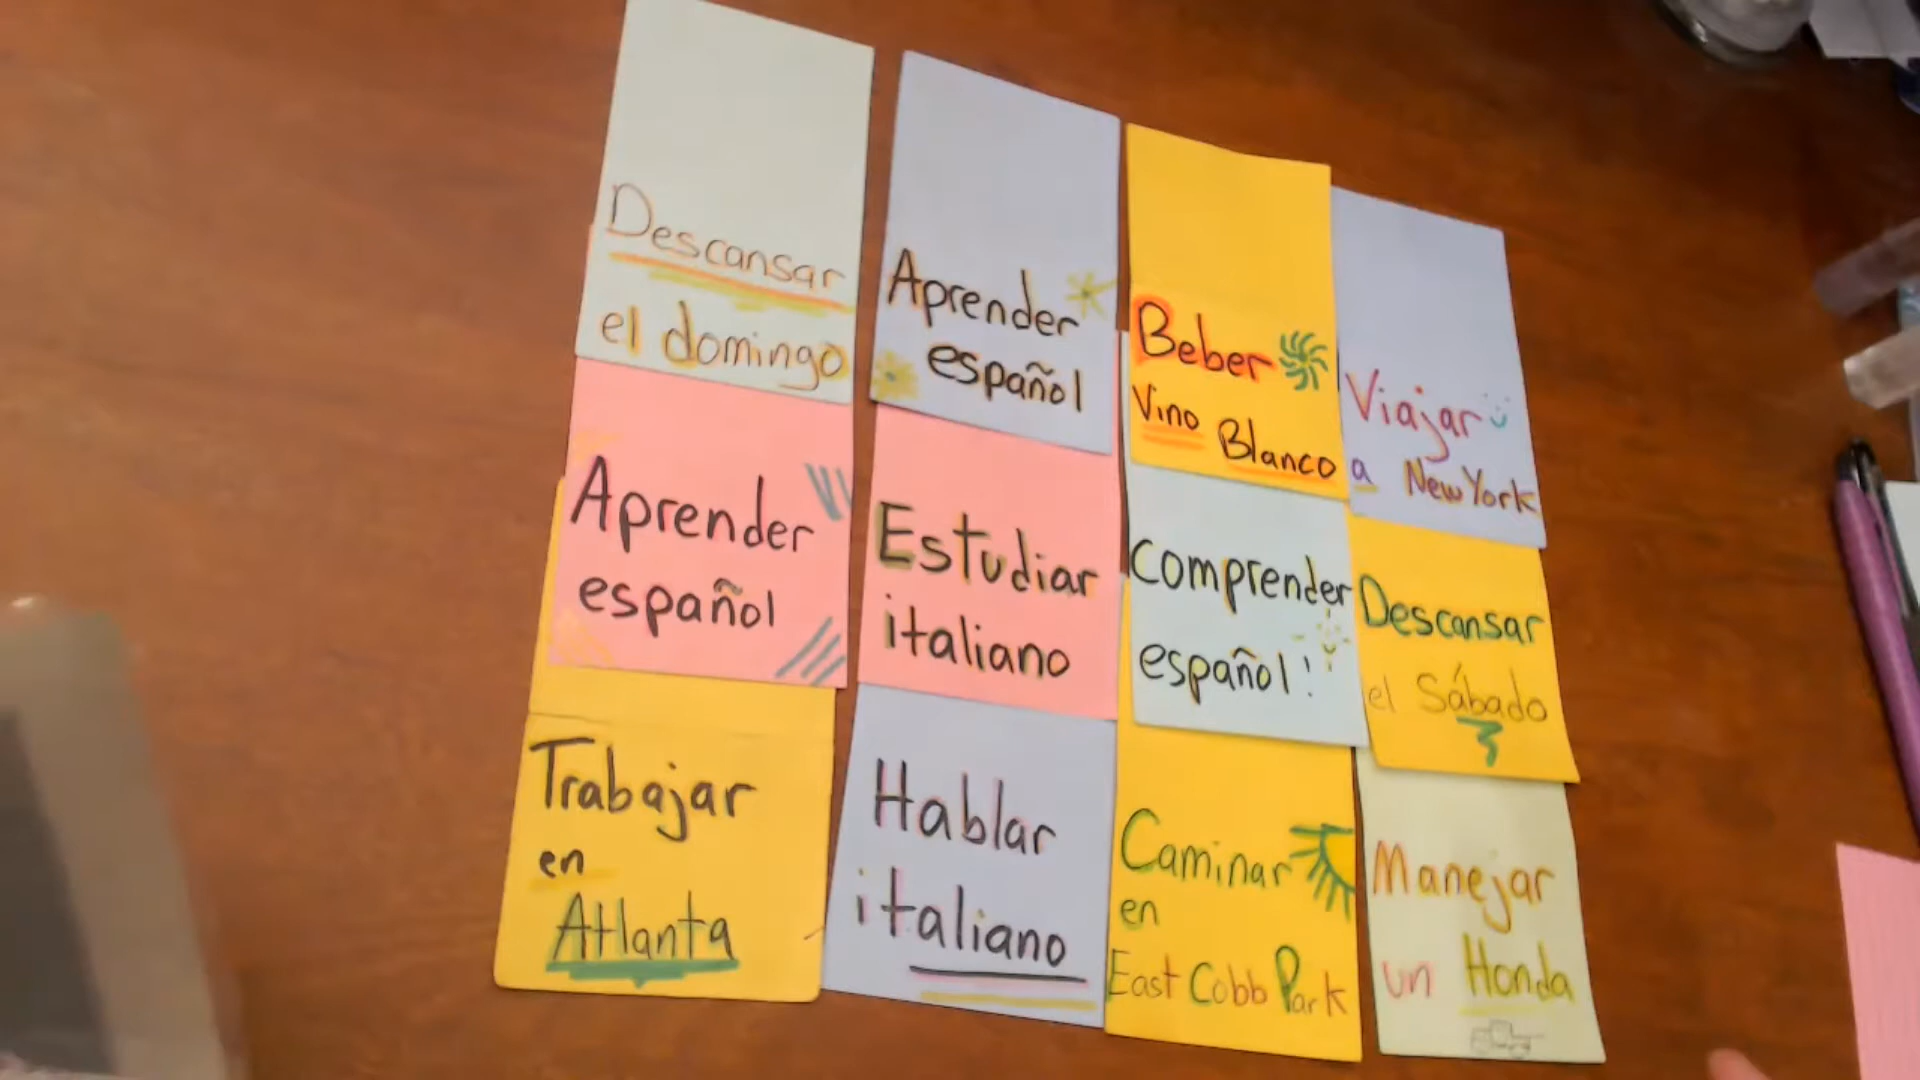 Descansar
el domingo
Aprender
español
Beber
Vino Blanco
Viajar
a New York
Aprender
español
Estudiar
italiano
Comprender
español!
Descansar
el Sábado
Trabajar
en
Atlanta
Hablar
italiano
Caminar
en
East Cobb Park
Manejar
un Honda